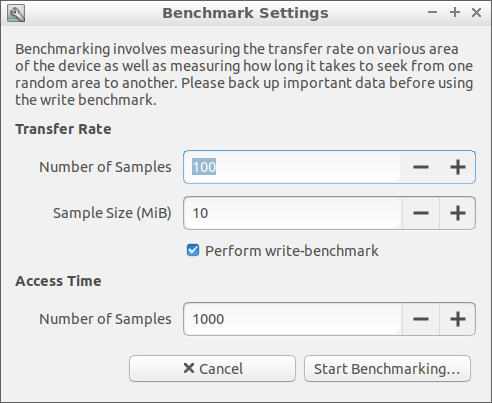 Benchmark Settings
Benchmarking involves measuring the transfer rate on various area
of the device as well as measuring how long it takes to seek from one
random area to another. Please back up important data before using
the write benchmark.
Transfer Rate
Number of Samples 100
Sample Size (MiB) 10
Perform write-benchmark
Access Time
Number of Samples 1000
Cancel Start Benchmarking...